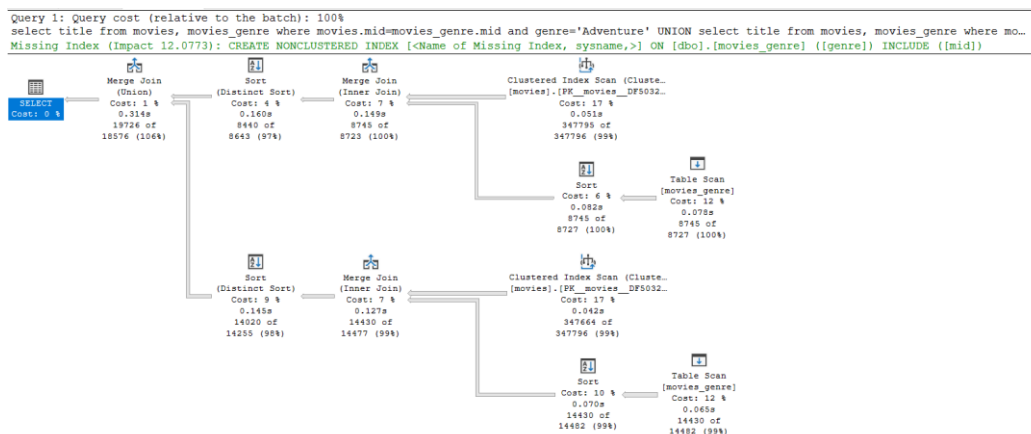 Query 1: Query cost (relative to the batch): 100%
select title from movies, movies_genre where movies.mid=movies_genre.mid and genre='Adventure' UNION select title from movies, movies_genre where mo…
Missing Index (Impact 12.0773): CREATE NONCLUSTERED INDEX [<Name of Missing Index, sysname,>] ON [dbo].[movies_genre] ([genre]) INCLUDE ([mid])
SELECT
Cost: 0 %
Merge Join
(Union)
Cost: 1 %
0.314s
19726 of
18576 (106%)
Sort
(Distinct Sort)
Cost: 4 %
0.160s
8440 of
8643 (97%)
Merge Join
(Inner Join)
Cost: 7 %
0.149s
8745 of
8723 (100%)
Clustered Index Scan (Cluste…
[movies].[PK__movies__DF5032…
Cost: 17 %
0.051s
347795 of
347796 (99%)
Sort
Cost: 6 %
0.082s
8745 of
8727 (100%)
Table Scan
[movies_genre]
Cost: 12 %
0.078s
8745 of
8727 (100%)
Sort
(Distinct Sort)
Cost: 9 %
0.145s
14020 of
14255 (98%)
Merge Join
(Inner Join)
Cost: 7 %
0.127s
14430 of
14477 (99%)
Clustered Index Scan (Cluste…
[movies].[PK__movies__DF5032…
Cost: 17 %
0.042s
347664 of
347796 (99%)
Sort
Cost: 10 %
0.070s
14430 of
14482 (99%)
Table Scan
[movies_genre]
Cost: 12 %
0.065s
14430 of
14482 (99%)